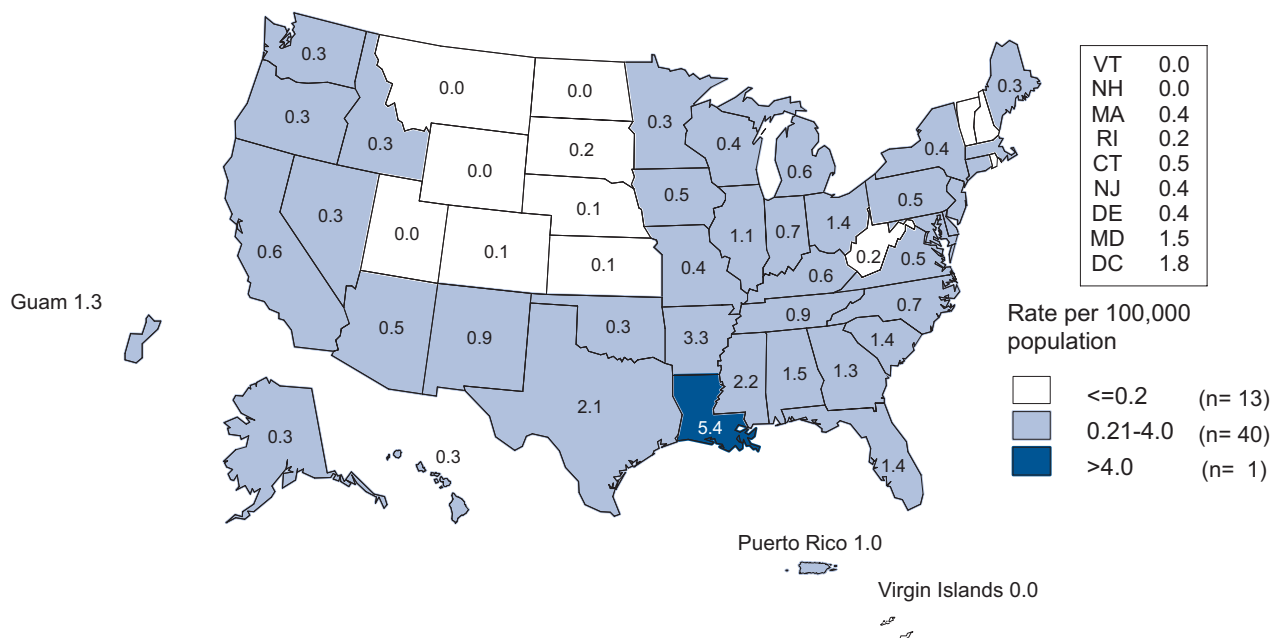 0.3
0.0
0.0
0.3
VT 0.0
NH 0.0
MA 0.4
RI 0.2
CT 0.5
NJ 0.4
DE 0.4
MD 1.5
DC 1.8
0.3
0.3
0.3
0.4
0.4
0.2
0.0
0.6
0.5
0.5
0.1
0.3
1.4
0.0
0.7
1.1
0.6
0.1
0.2
0.5
0.1
0.4
0.6
Guam 1.3
0.7
0.9
0.5
0.3
0.9
3.3
1.4
1.3
1.5
2.2
2.1
5.4
0.3
0.3
1.4
Rate per 100,000
population
<=0.2 (n= 13)
0.21-4.0 (n= 40)
>4.0 (n= 1)
Puerto Rico 1.0
Virgin Islands 0.0